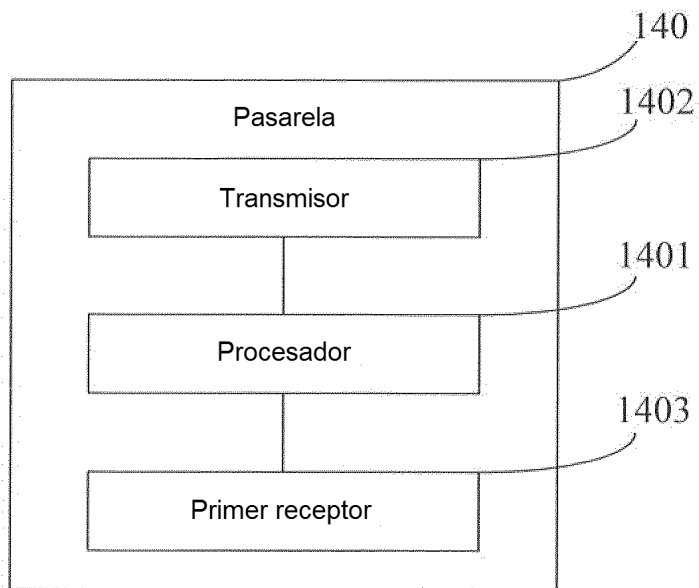 140
Pasarela
1402
Transmisor
1401
Procesador
1403
Primer receptor